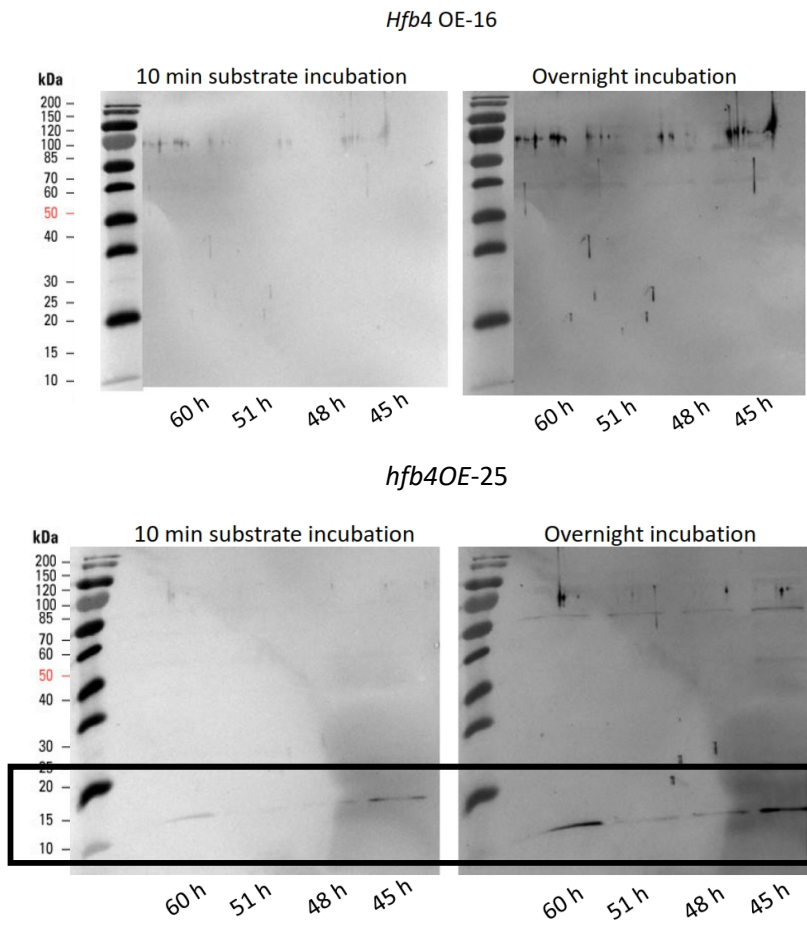 Hfb4 OE-16
10 min substrate incubation
Overnight incubation
kDa
200
150
120
100
85
70
60
50
40
30
25
20
15
10
60 h 51 h 48 h 45 h
60 h 51 h 48 h 45 h
hfb4OE-25
10 min substrate incubation
Overnight incubation
kDa
200
150
120
100
85
70
60
50
40
30
25
20
15
10
60 h 51 h 48 h 45 h
60 h 51 h 48 h 45 h